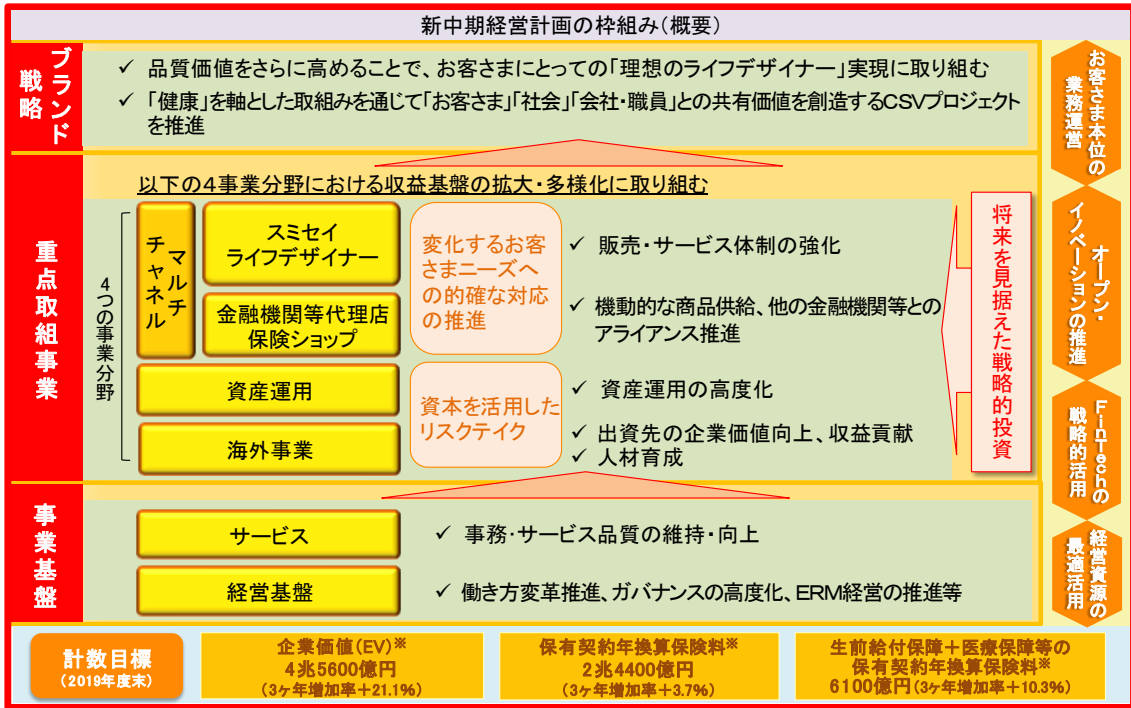 新中期経営計画の枠組み(概要)
ブランド
戦略
✓ 品質価値をさらに高めることで、お客さまにとっての「理想のライフデザイナー」実現に取り組む
✓ 「健康」を軸とした取組みを通じて「お客さま」「社会」「会社・職員」との共有価値を創造するCSVプロジェクト
を推進
重点取組事業
以下の4事業分野における収益基盤の拡大・多様化に取り組む
4つの事業分野
マルチ
チャネル
スミセイ
ライフデザイナー
金融機関等代理店
保険ショップ
資産運用
海外事業
変化するお客
さまニーズへ
の的確な対応
の推進
資本を活用した
リスクテイク
✓ 販売・サービス体制の強化
✓ 機動的な商品供給、他の金融機関等との
アライアンス推進
✓ 資産運用の高度化
✓ 出資先の企業価値向上、収益貢献
✓ 人材育成
将来を見据えた戦略的投資
事業基盤
サービス
✓ 事務・サービス品質の維持・向上
経営基盤
✓ 働き方変革推進、ガバナンスの高度化、ERM経営の推進等
お客さま本位の
業務運営
オープン・
イノベーションの推進
FinTechの
戦略的活用
経営資源の
最適活用
計数目標
(2019年度末)
企業価値(EV)※
4兆5600億円
(3ヶ年増加率+21.1%)
保有契約年換算保険料※
2兆4400億円
(3ヶ年増加率+3.7%)
生前給付保障+医療保障等の
保有契約年換算保険料※
6100億円(3ヶ年増加率+10.3%)